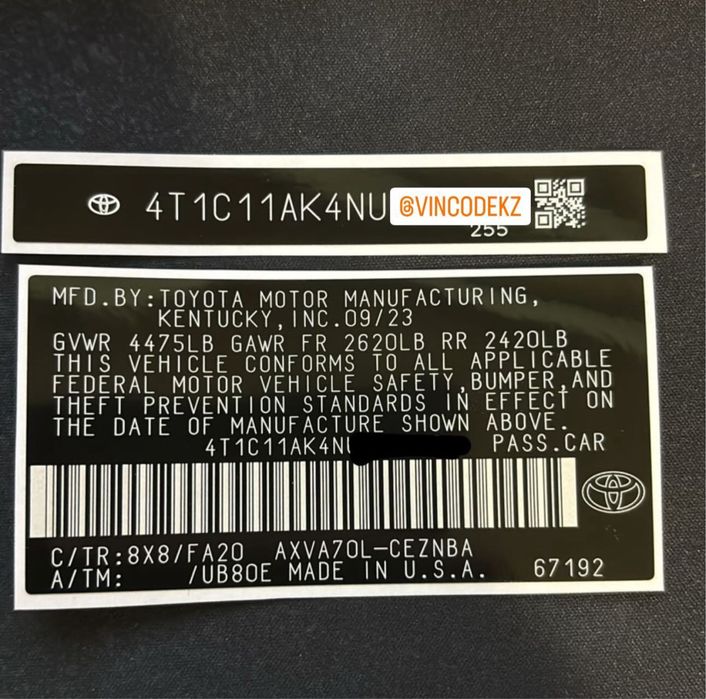 4T1C11AK4NU @VINCODEKZ
255
MFD.BY:TOYOTA MOTOR MANUFACTURING,
KENTUCKY,INC.09/23
GVWR 4475LB GAWR FR 2620LB RR 2420LB
THIS VEHICLE CONFORMS TO ALL APPLICABLE
FEDERAL MOTOR VEHICLE SAFETY,BUMPER,AND
THEFT PREVENTION STANDARDS IN EFFECT ON
THE DATE OF MANUFACTURE SHOWN ABOVE.
4T1C11AK4NU PASS.CAR
C/TR:8X8/FA20 AXVA70L-CEZNBA
A/TM: /UB80E MADE IN U.S.A. 67192